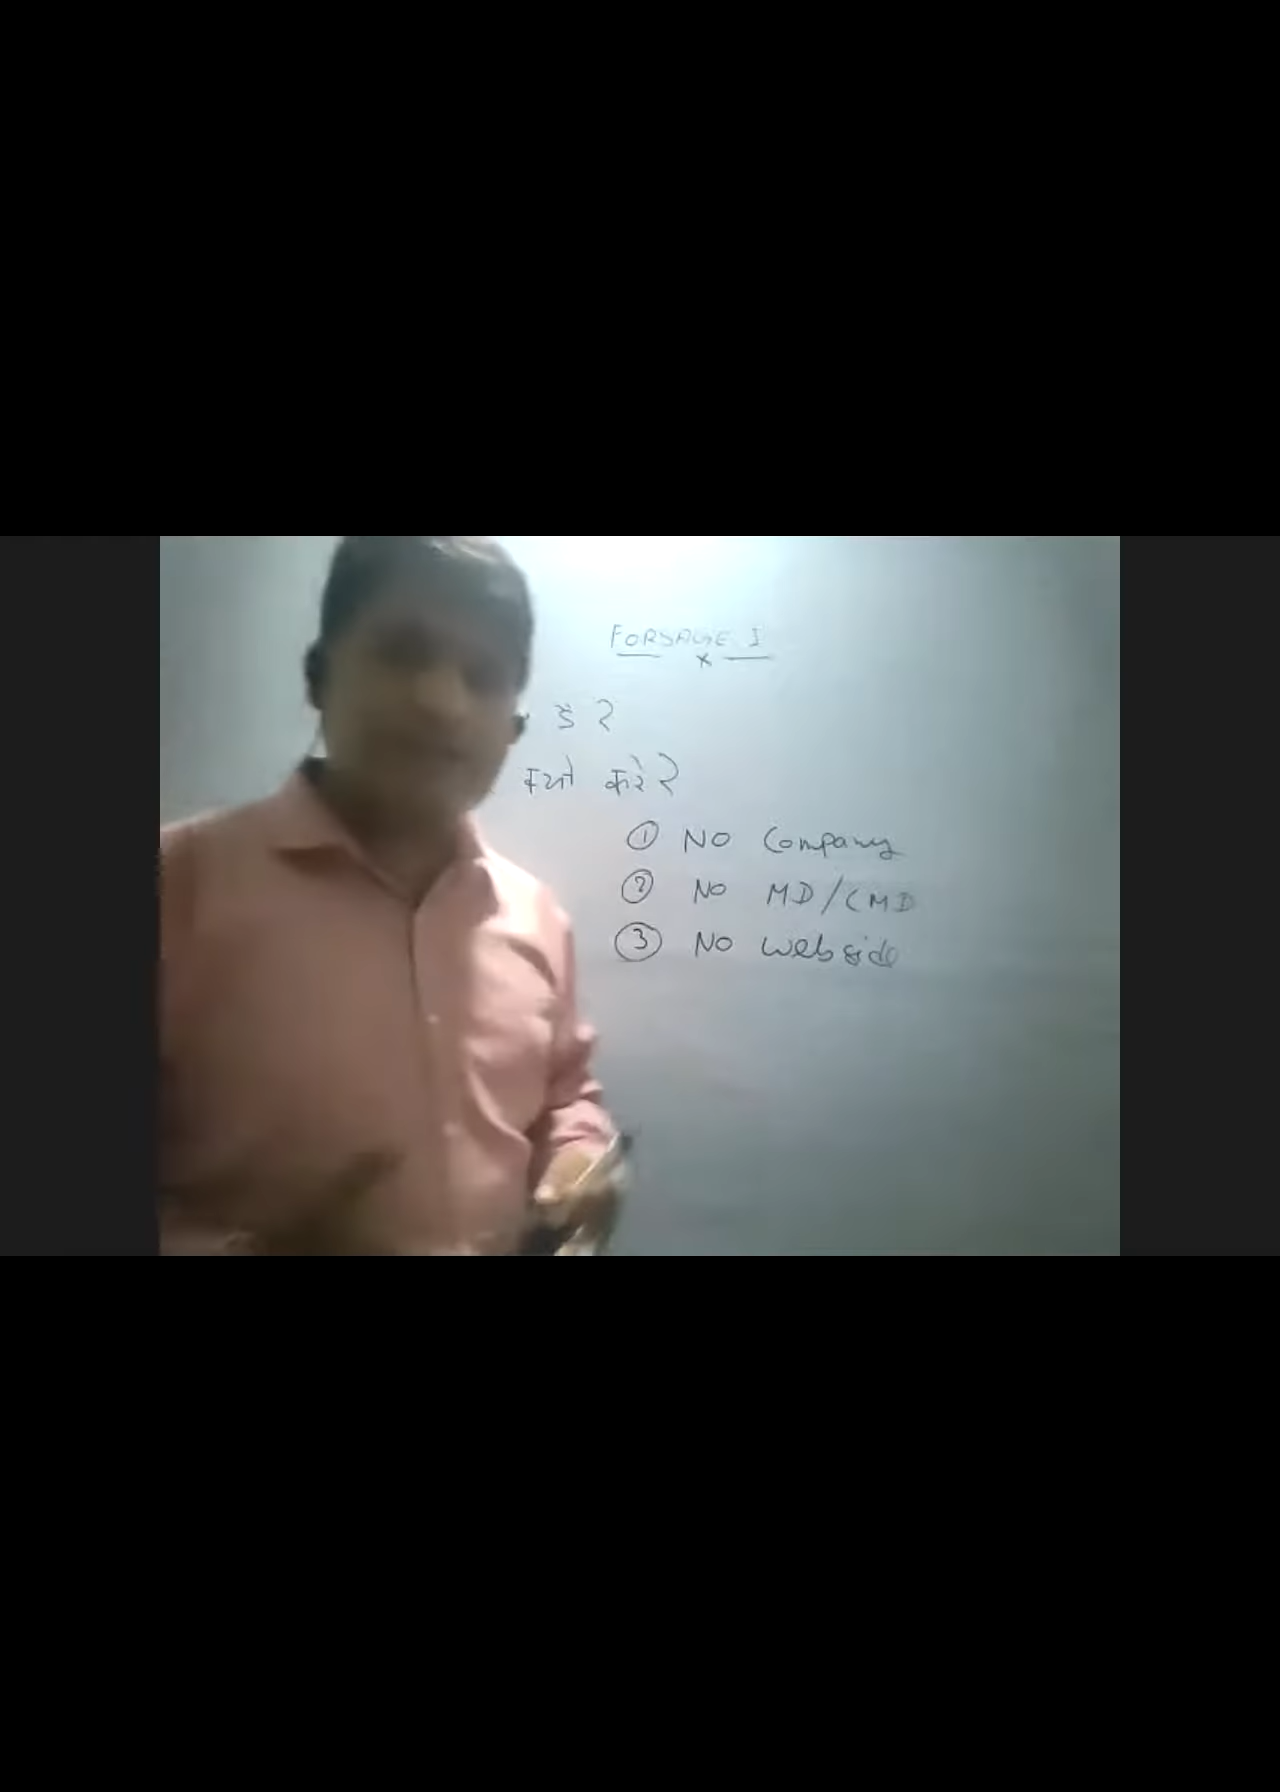 FORSAGE I
x
है ?
क्यो करे ?
① NO Company
② NO MD/CMD
③ NO webside